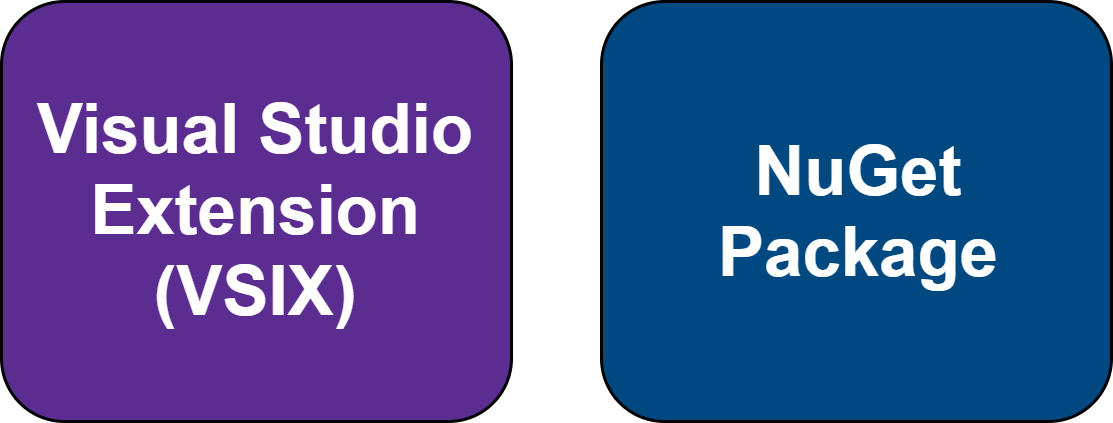 Visual Studio
Extension
(VSIX)
NuGet
Package